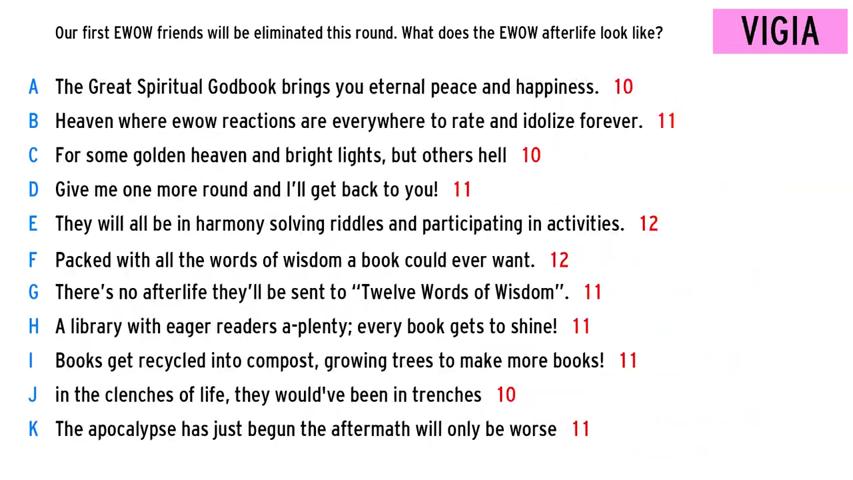 Our first EWOW friends will be eliminated this round. What does the EWOW afterlife look like?
VIGIA
A The Great Spiritual Godbook brings you eternal peace and happiness. 10
B Heaven where ewow reactions are everywhere to rate and idolize forever. 11
C For some golden heaven and bright lights, but others hell 10
D Give me one more round and I'll get back to you! 11
E They will all be in harmony solving riddles and participating in activities. 12
F Packed with all the words of wisdom a book could ever want. 12
G There's no afterlife they'll be sent to “Twelve Words of Wisdom”. 11
H A library with eager readers a-plenty; every book gets to shine! 11
I Books get recycled into compost, growing trees to make more books! 11
J in the clenches of life, they would've been in trenches 10
K The apocalypse has just begun the aftermath will only be worse 11